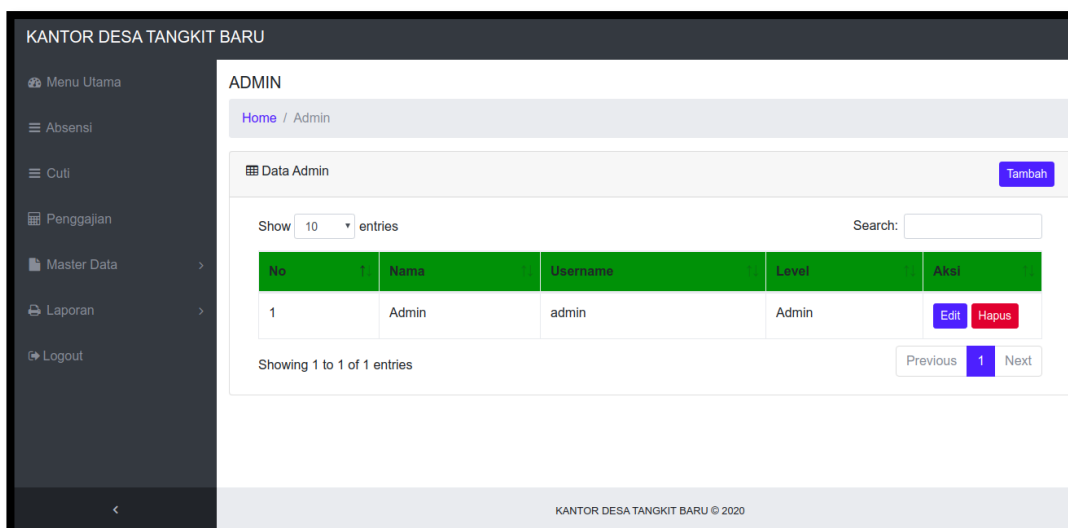 KANTOR DESA TANGKIT BARU
Menu Utama
Absensi
Cuti
Penggajian
Master Data
Laporan
Logout
ADMIN
Home / Admin
Data Admin
Tambah
Show 10 entries
Search:
No Nama Username Level Aksi
1 Admin admin Admin Edit Hapus
Showing 1 to 1 of 1 entries
Previous 1 Next
KANTOR DESA TANGKIT BARU © 2020